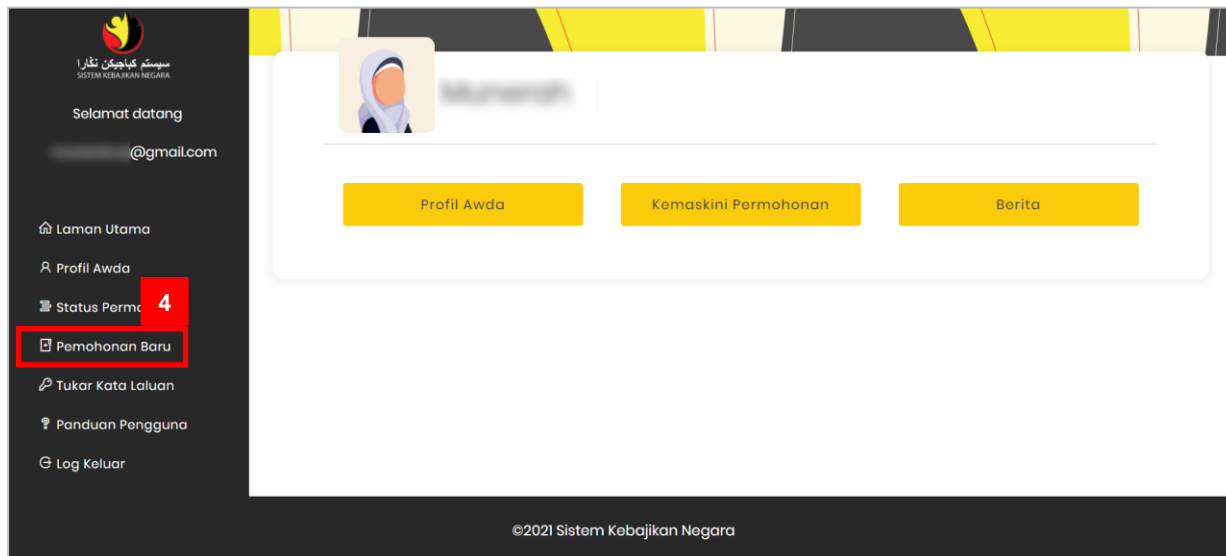 سيستم كباجيكن نڬارا
SISTEM KEBAJIKAN NEGARA
Selamat datang
@gmail.com
Laman Utama
Profil Awda
Status
4
Pemohonan Baru
Tukar Kata Laluan
Panduan Pengguna
Log Keluar
Profil Awda
Kemaskini Permohonan
Berita
©2021 Sistem Kebajikan Negara